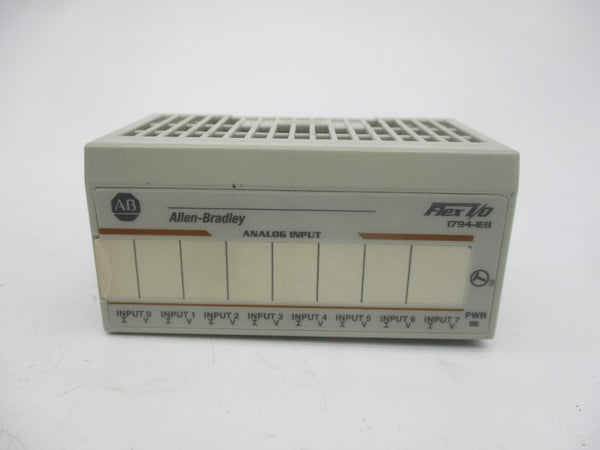 AB
Allen-Bradley
Flex I/O
1794-IE8
ANALOG INPUT
3
INPUT 0 INPUT 1 INPUT 2 INPUT 3 INPUT 4 INPUT 5 INPUT 6 INPUT 7 PWR
I V I V I V I V I V I V I V I V